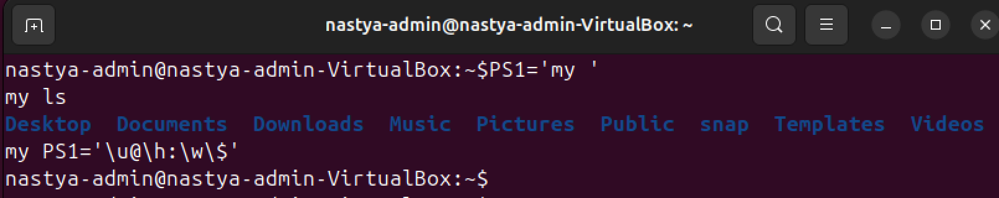 nastya-admin@nastya-admin-VirtualBox: ~
nastya-admin@nastya-admin-VirtualBox:~$PS1='my '
my ls
Desktop  Documents  Downloads  Music  Pictures  Public  snap  Templates  Videos
my PS1='\u@\h:\w\$'
nastya-admin@nastya-admin-VirtualBox:~$